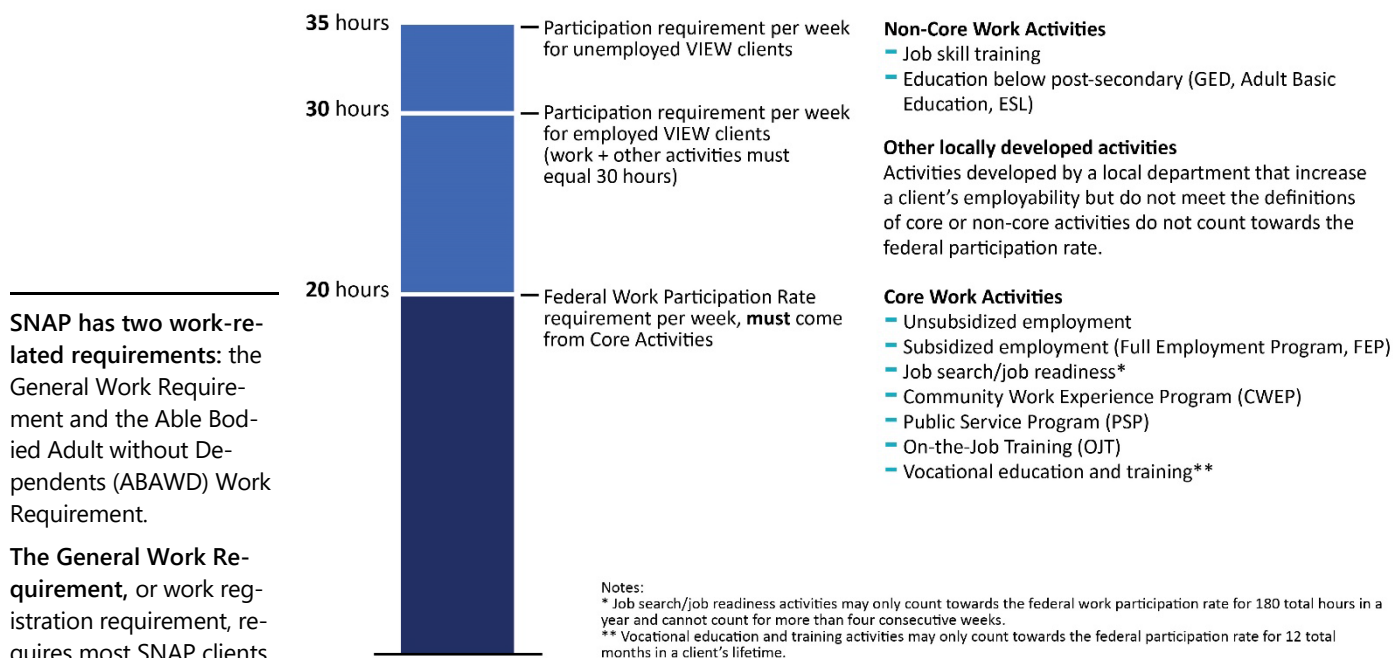 35 hours
Participation requirement per week
for unemployed VIEW clients
30 hours
Participation requirement per week
for employed VIEW clients
(work + other activities must
equal 30 hours)
20 hours
Federal Work Participation Rate
requirement per week, must come
from Core Activities
Non-Core Work Activities
- Job skill training
- Education below post-secondary (GED, Adult Basic
Education, ESL)
Other locally developed activities
Activities developed by a local department that increase
a client's employability but do not meet the definitions
of core or non-core activities do not count towards the
federal participation rate.
Core Work Activities
- Unsubsidized employment
- Subsidized employment (Full Employment Program, FEP)
- Job search/job readiness*
- Community Work Experience Program (CWEP)
- Public Service Program (PSP)
- On-the-Job Training (OJT)
- Vocational education and training**
Notes:
* Job search/job readiness activities may only count towards the federal work participation rate for 180 total hours in a
year and cannot count for more than four consecutive weeks.
** Vocational education and training activities may only count towards the federal participation rate for 12 total
months in a client's lifetime.
SNAP has two work-re-
lated requirements: the
General Work Require-
ment and the Able Bod-
ied Adult without De-
pendents (ABAWD) Work
Requirement.
The General Work Re-
quirement, or work reg-
istration requirement, re-
quires most SNAP clients